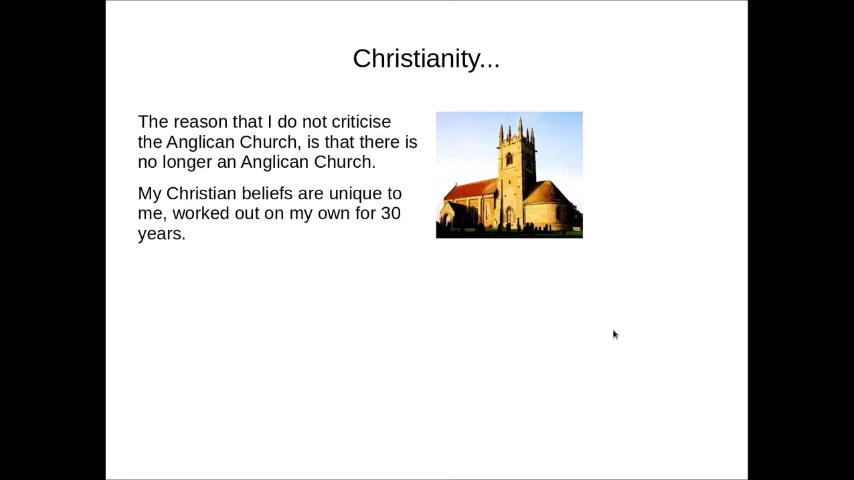 Christianity...
The reason that I do not criticise
the Anglican Church, is that there is
no longer an Anglican Church.
My Christian beliefs are unique to
me, worked out on my own for 30
years.